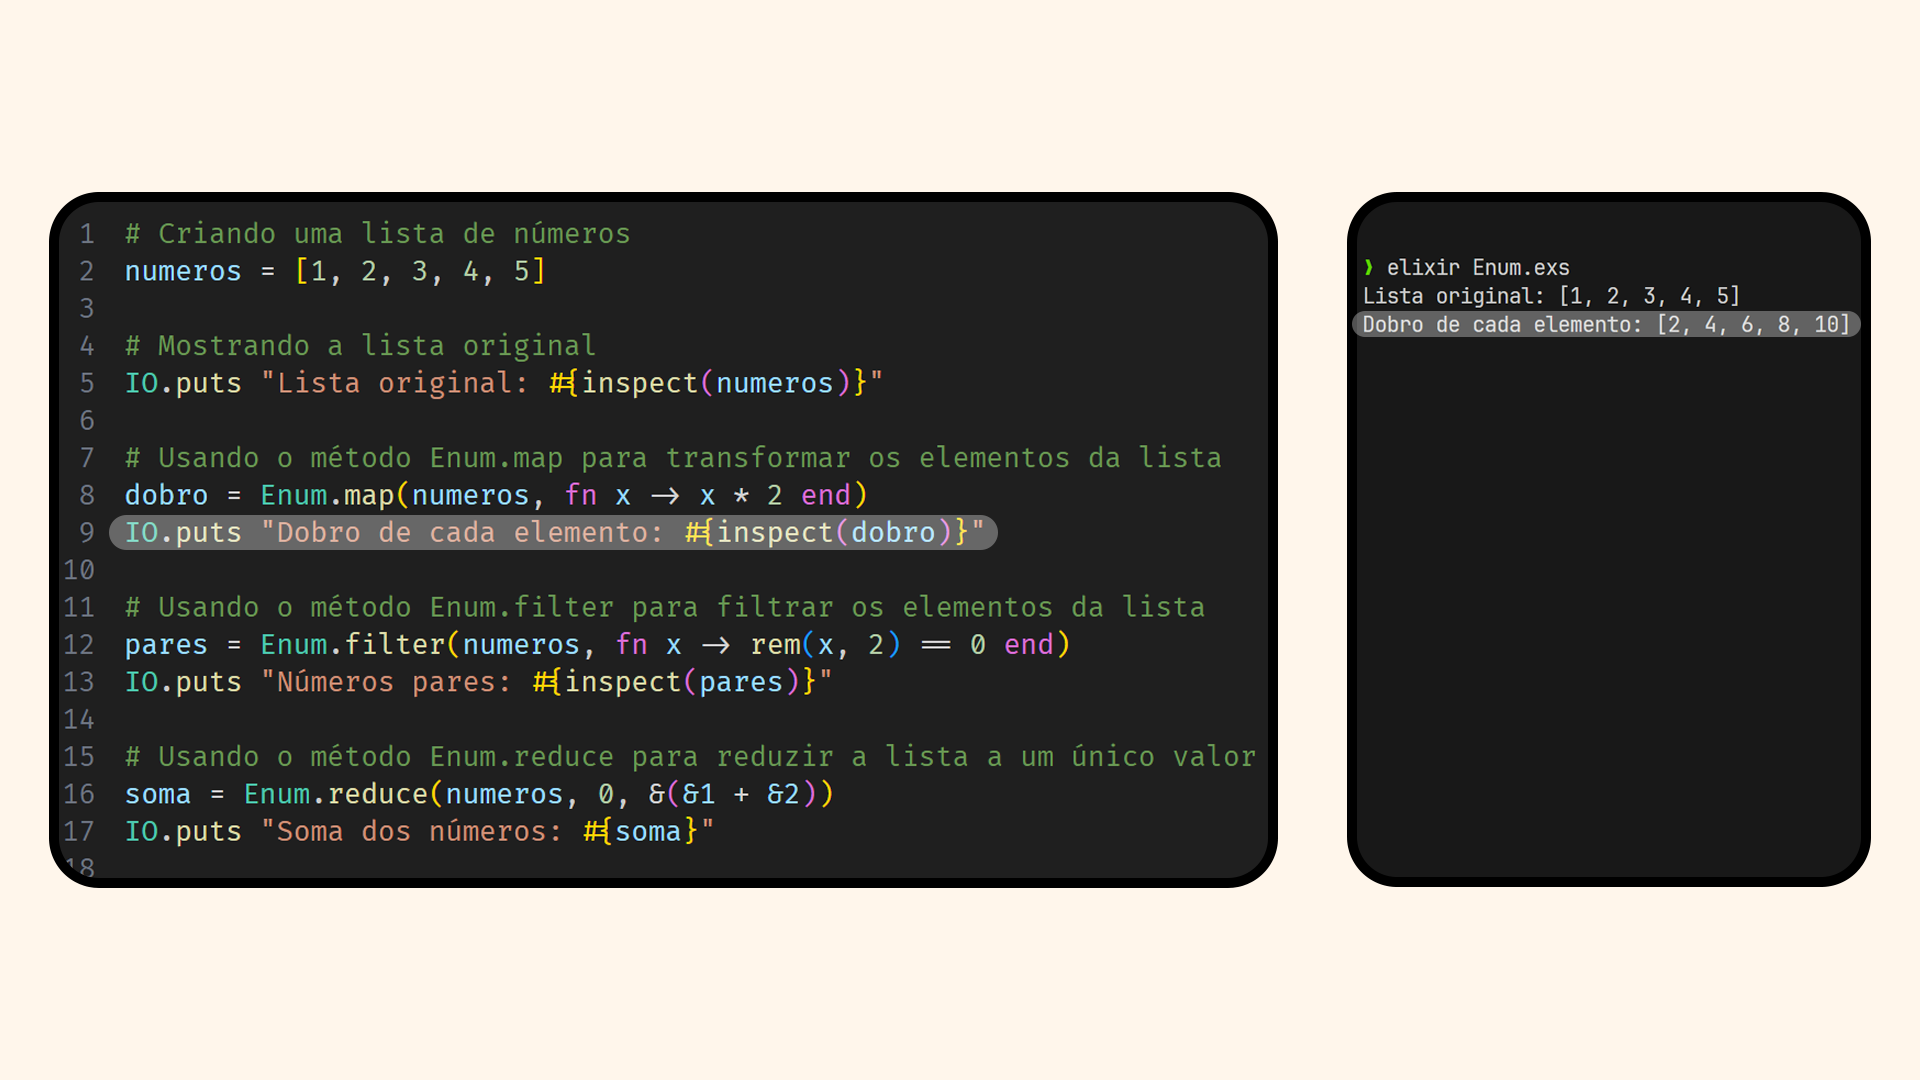 1 # Criando uma lista de números
2 numeros = [1, 2, 3, 4, 5]
3
4 # Mostrando a lista original
5 IO.puts "Lista original: #{inspect(numeros)}"
6
7 # Usando o método Enum.map para transformar os elementos da lista
8 dobro = Enum.map(numeros, fn x -> x * 2 end)
9 IO.puts "Dobro de cada elemento: #{inspect(dobro)}"
10
11 # Usando o método Enum.filter para filtrar os elementos da lista
12 pares = Enum.filter(numeros, fn x -> rem(x, 2) == 0 end)
13 IO.puts "Números pares: #{inspect(pares)}"
14
15 # Usando o método Enum.reduce para reduzir a lista a um único valor
16 soma = Enum.reduce(numeros, 0, &(&1 + &2))
17 IO.puts "Soma dos números: #{soma}"
18
❯ elixir Enum.exs
Lista original: [1, 2, 3, 4, 5]
Dobro de cada elemento: [2, 4, 6, 8, 10]